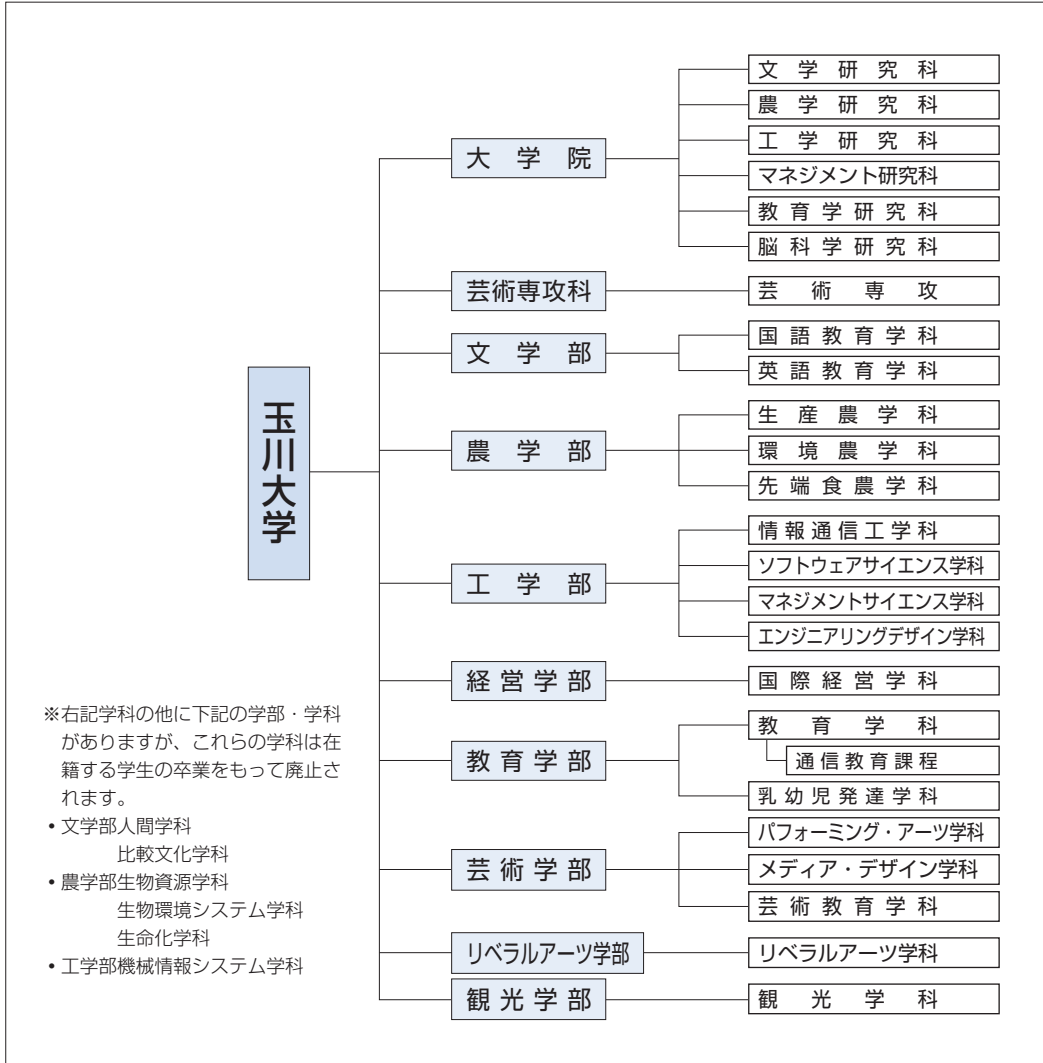 玉川大学
大学院
文学研究科
農学研究科
工学研究科
マネジメント研究科
教育学研究科
脳科学研究科
芸術専攻科
芸術専攻
文学部
国語教育学科
英語教育学科
農学部
生産農学科
環境農学科
先端食農学科
工学部
情報通信工学科
ソフトウェアサイエンス学科
マネジメントサイエンス学科
エンジニアリングデザイン学科
経営学部
国際経営学科
教育学部
教育学科
通信教育課程
乳幼児発達学科
芸術学部
パフォーミング・アーツ学科
メディア・デザイン学科
芸術教育学科
リベラルアーツ学部
リベラルアーツ学科
観光学部
観光学科
※右記学科の他に下記の学部・学科
がありますが、これらの学科は在
籍する学生の卒業をもって廃止さ
れます。
•文学部人間学科
比較文化学科
•農学部生物資源学科
生物環境システム学科
生命化学科
•工学部機械情報システム学科